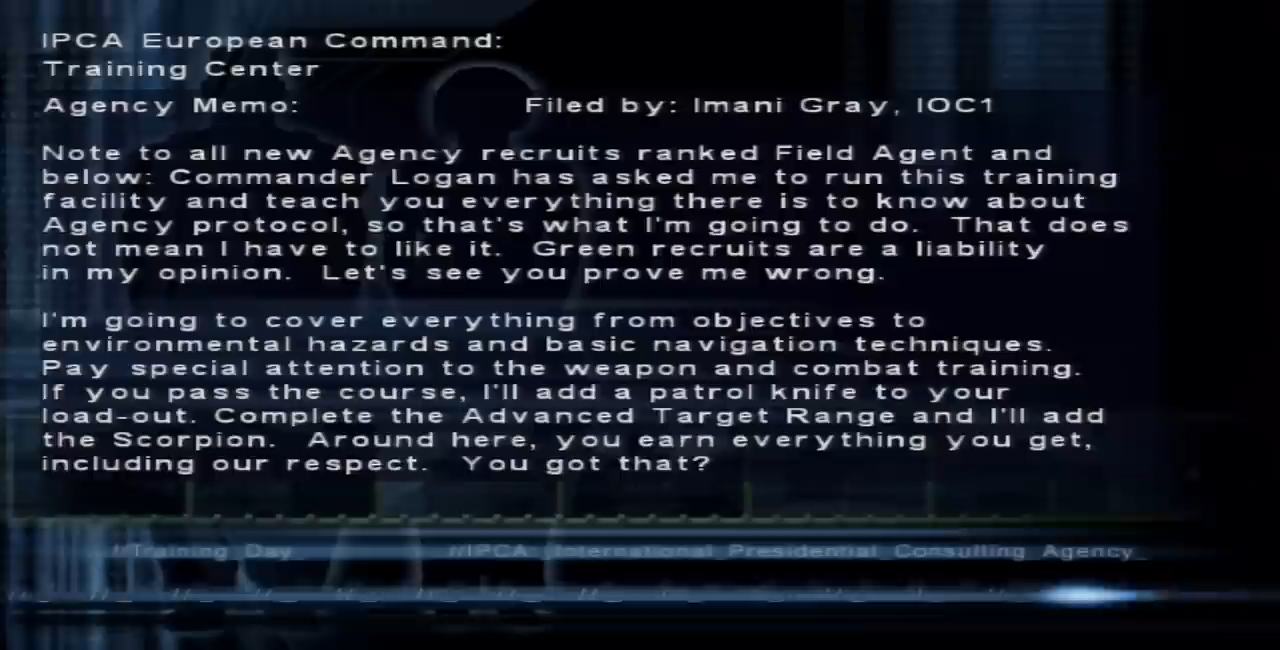 IPCA European Command:
Training Center
Agency Memo: Filed by: Imani Gray, IOC1
Note to all new Agency recruits ranked Field Agent and
below: Commander Logan has asked me to run this training
facility and teach you everything there is to know about
Agency protocol, so that's what I'm going to do. That does
not mean I have to like it. Green recruits are a liability
in my opinion. Let's see you prove me wrong.
I'm going to cover everything from objectives to
environmental hazards and basic navigation techniques.
Pay special attention to the weapon and combat training.
If you pass the course, I'll add a patrol knife to your
load-out. Complete the Advanced Target Range and I'll add
the Scorpion. Around here, you earn everything you get,
including our respect. You got that?
//Training_Day_ //IPCA_:International_Presidential_Consulting_Agency_